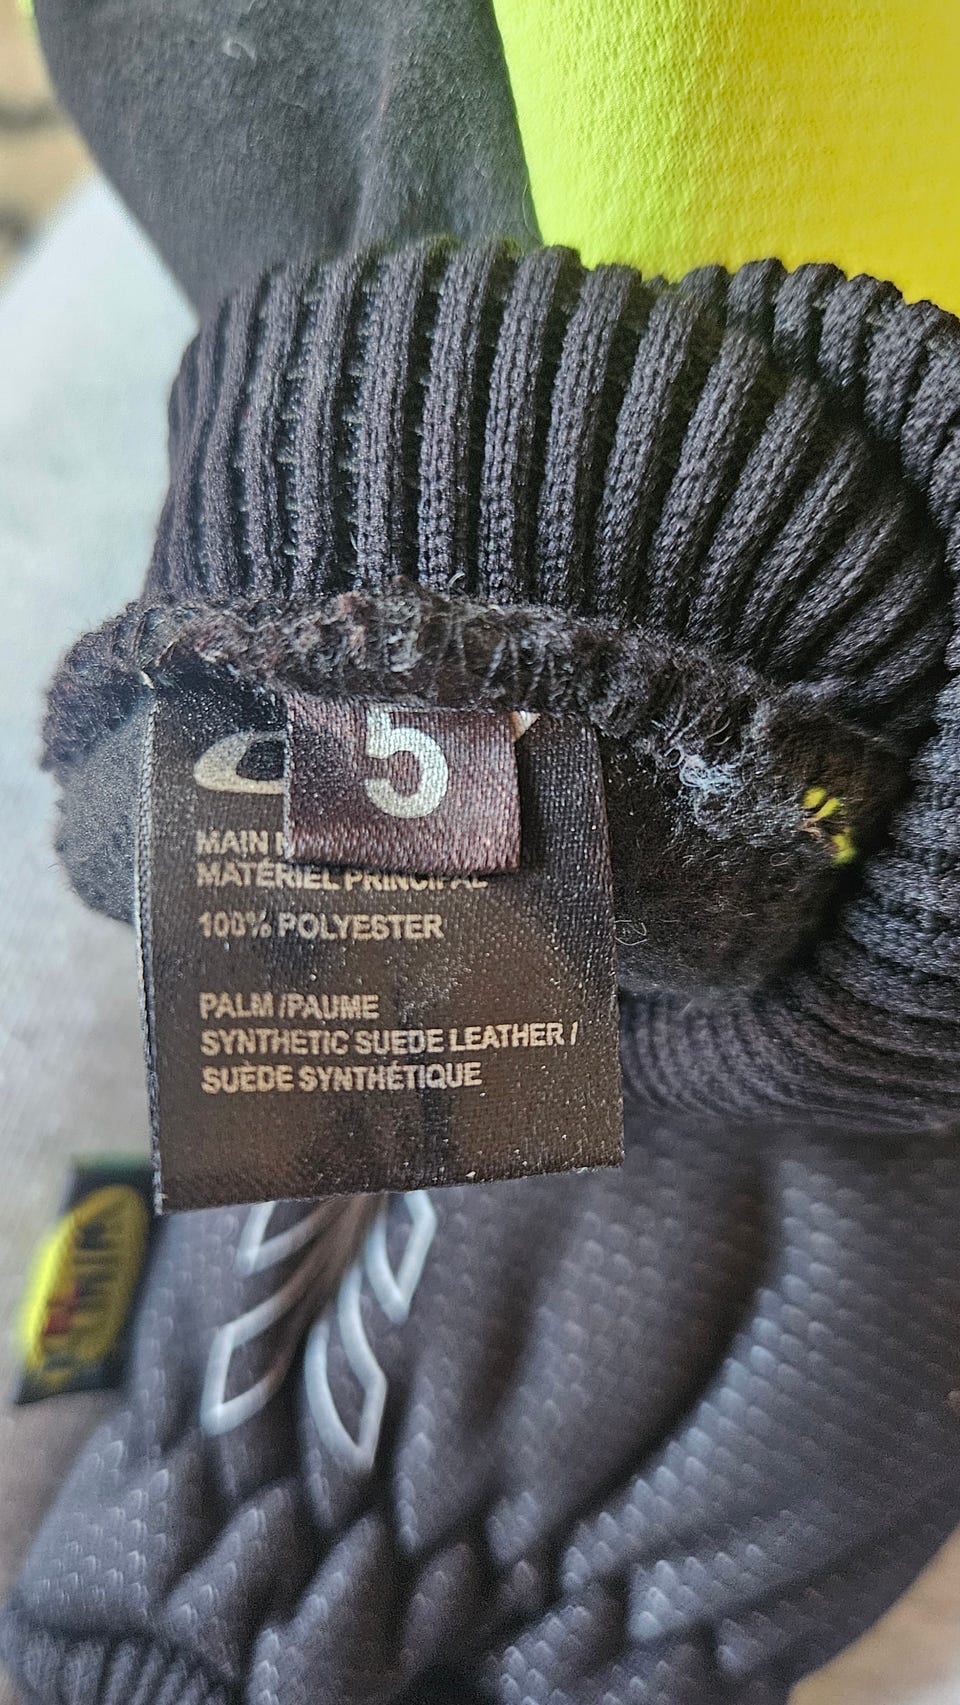 5
MAIN
MATÉRIEL PRINCIPAL
100% POLYESTER
PALM /PAUME
SYNTHETIC SUEDE LEATHER /
SUÈDE SYNTHÉTIQUE